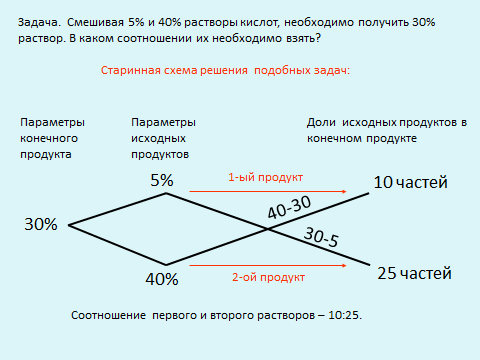 Задача. Смешивая 5% и 40% растворы кислот, необходимо получить 30%
раствор. В каком соотношении их необходимо взять?
Старинная схема решения подобных задач:
Параметры
конечного
продукта
Параметры
исходных
продуктов
Доли исходных продуктов в
конечном продукте
5%
1-ый продукт
10 частей
40-30
30%
30-5
40%
2-ой продукт
25 частей
Соотношение первого и второго растворов – 10:25.